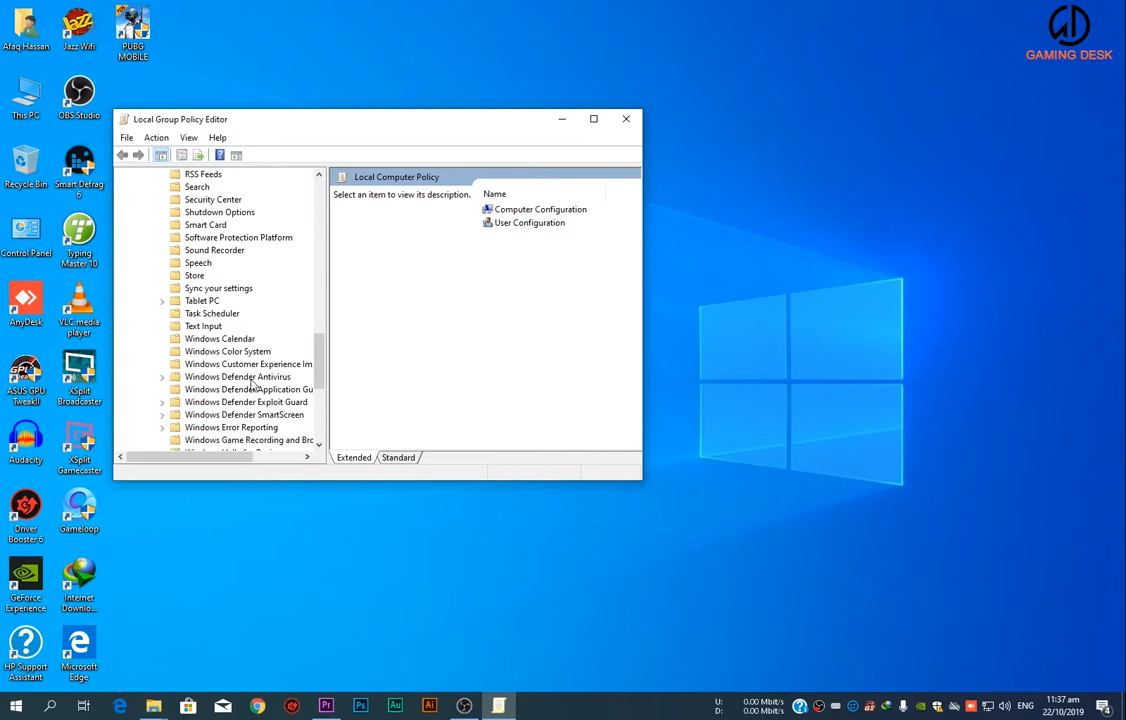 Afaq Hassan
Jazz Wifi
PUBG
MOBILE
GAMING DESK
This PC
OBS Studio
Recycle Bin
Smart Defrag
6
Control Panel
Typing
Master 10
AnyDesk
VLC media
player
ASUS GPU
TweakII
XSplit
Broadcaster
Audacity
XSplit
Gamecaster
Driver
Booster 6
Gameloop
GeForce
Experience
Internet
Downlo...
HP Support
Assistant
Microsoft
Edge
Local Group Policy Editor
File Action View Help
RSS Feeds
Search
Security Center
Shutdown Options
Smart Card
Software Protection Platform
Sound Recorder
Speech
Store
Sync your settings
Tablet PC
Task Scheduler
Text Input
Windows Calendar
Windows Color System
Windows Customer Experience Im
Windows Defender Antivirus
Windows Defender Application Gu
Windows Defender Exploit Guard
Windows Defender SmartScreen
Windows Error Reporting
Windows Game Recording and Brc
Local Computer Policy
Select an item to view its description.
Name
Computer Configuration
User Configuration
Extended Standard
Pr Ps Au Ai
U: 0.00 Mbit/s
D: 0.00 Mbit/s
ENG
11:37 am
22/10/2019
4